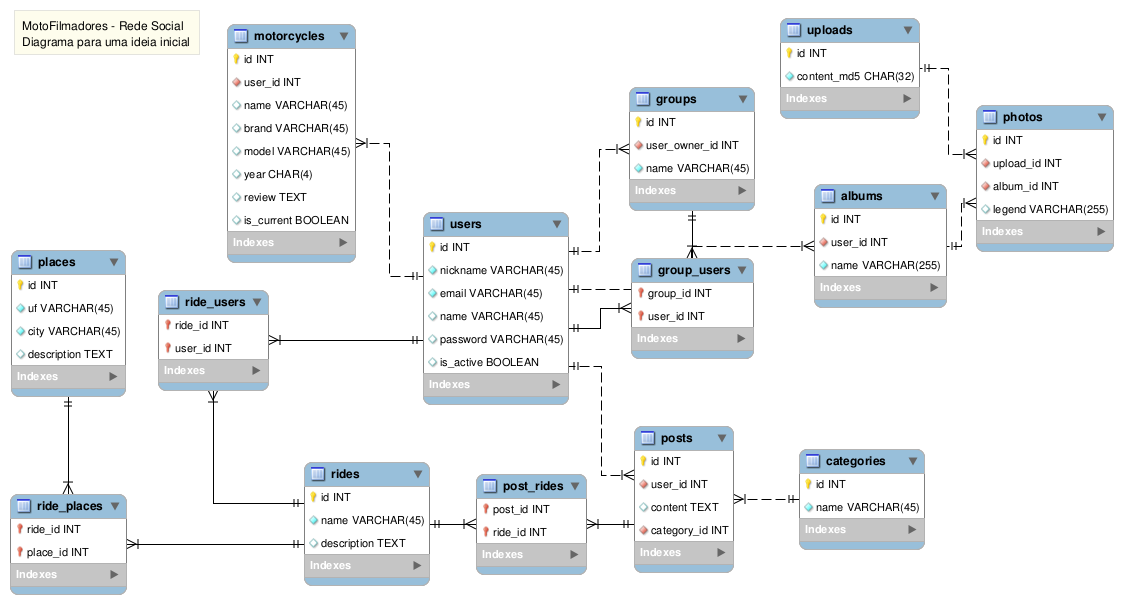 MotoFilmadores - Rede Social
Diagrama para uma ideia inicial
motorcycles
id INT
user_id INT
name VARCHAR(45)
brand VARCHAR(45)
model VARCHAR(45)
year CHAR(4)
review TEXT
is_current BOOLEAN
Indexes
uploads
id INT
content_md5 CHAR(32)
Indexes
groups
id INT
user_owner_id INT
name VARCHAR(45)
Indexes
photos
id INT
upload_id INT
album_id INT
legend VARCHAR(255)
Indexes
albums
id INT
user_id INT
name VARCHAR(255)
Indexes
users
id INT
nickname VARCHAR(45)
email VARCHAR(45)
name VARCHAR(45)
password VARCHAR(45)
is_active BOOLEAN
Indexes
group_users
group_id INT
user_id INT
Indexes
places
id INT
uf VARCHAR(45)
city VARCHAR(45)
description TEXT
Indexes
ride_users
ride_id INT
user_id INT
Indexes
posts
id INT
user_id INT
content TEXT
category_id INT
Indexes
categories
id INT
name VARCHAR(45)
Indexes
rides
id INT
name VARCHAR(45)
description TEXT
Indexes
post_rides
post_id INT
ride_id INT
Indexes
ride_places
ride_id INT
place_id INT
Indexes